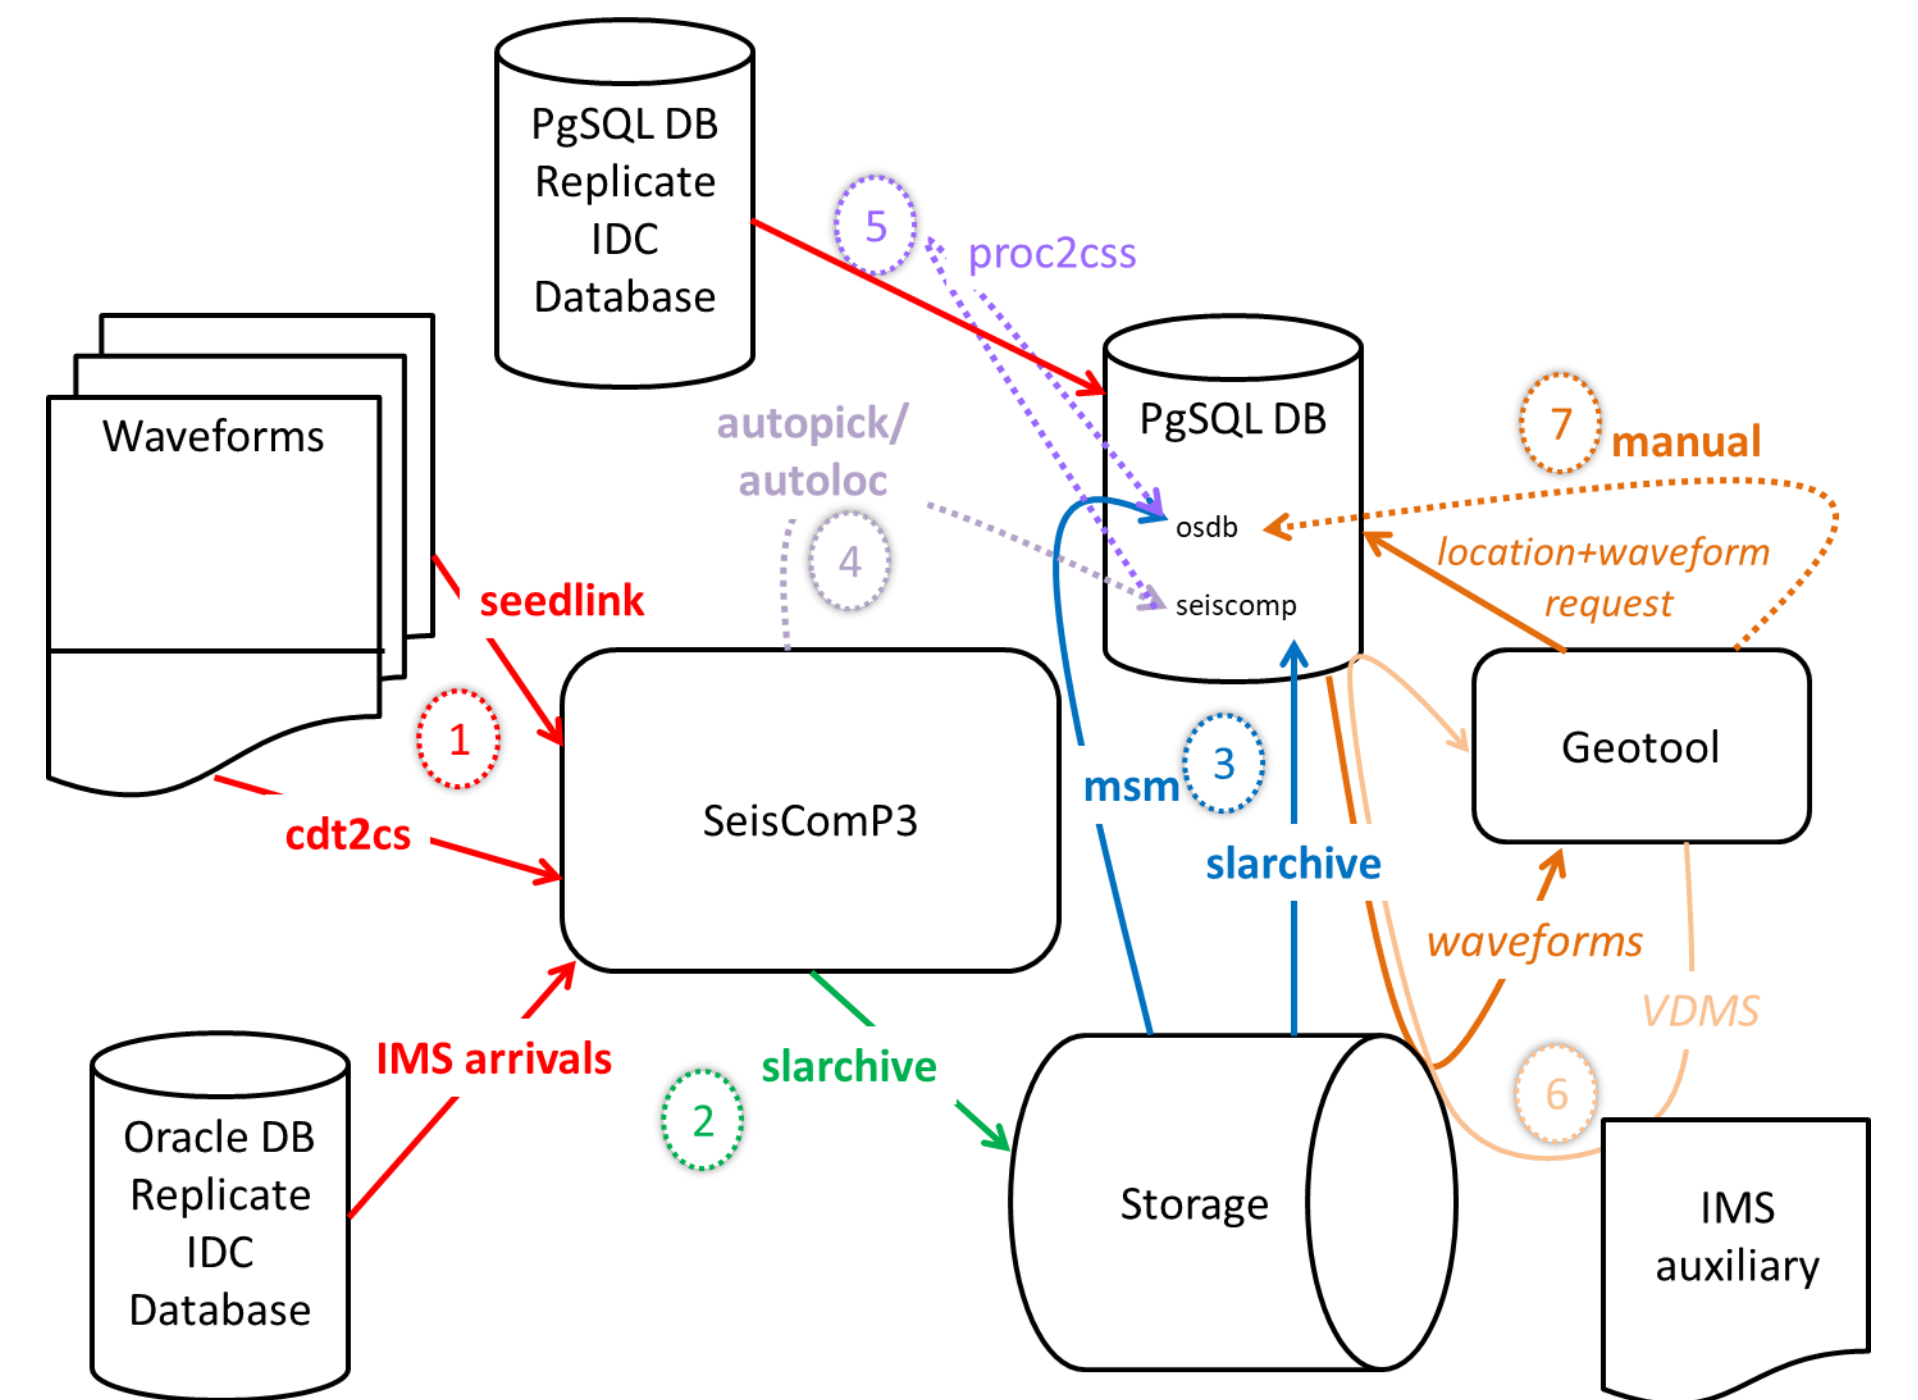 PgSQL DB
Replicate
IDC
Database
5
proc2css
Waveforms
autopick/
autoloc
4
PgSQL DB
osdb
seiscomp
7
manual
location+waveform
request
seedlink
1
cdt2cs
SeisComP3
msm
3
slarchive
Geotool
waveforms
VDMS
6
IMS arrivals
2
slarchive
Oracle DB
Replicate
IDC
Database
Storage
IMS
auxiliary